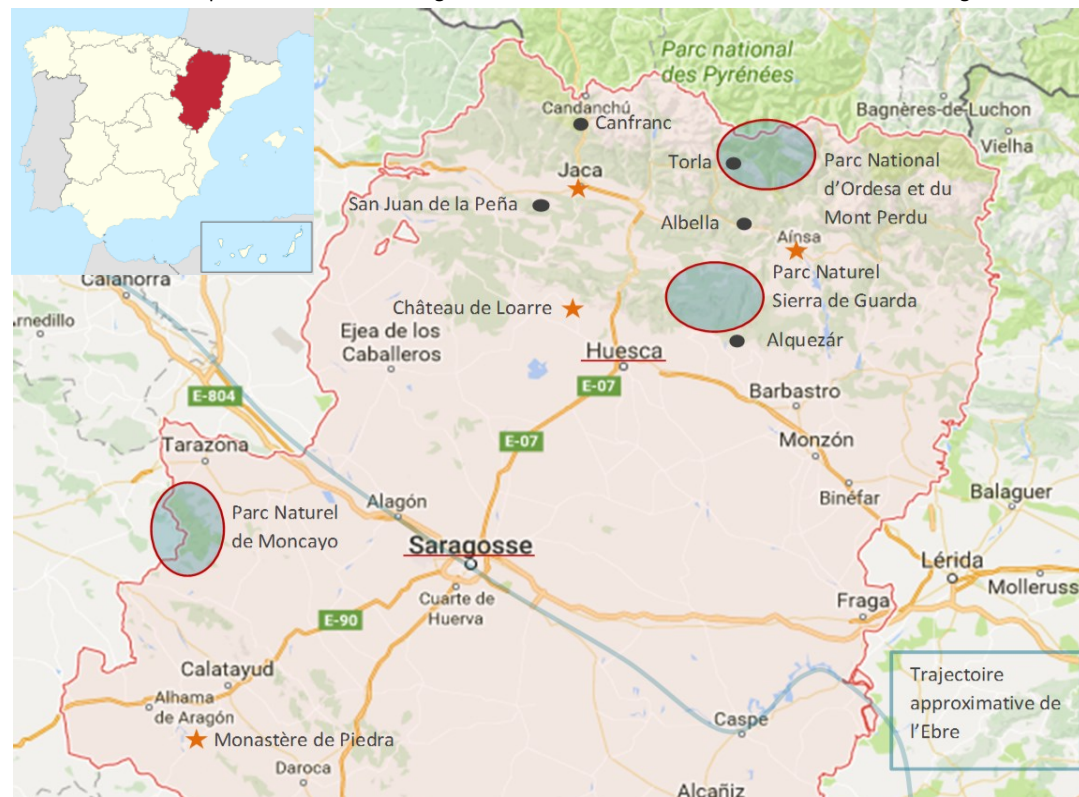 Parc national
des Pyrénées
Candanchú
Canfranc
Bagnères-de-Luchon
Vielha
Jaca
Torla
Parc National
d'Ordesa et du
Mont Perdu
San Juan de la Peña
Albella
Aínsa
Calahorra
Parc Naturel
Sierra de Guarda
Château de Loarre
rnedillo
Ejea de los
Caballeros
Huesca
Alquezár
E-07
E-804
Barbastro
Tarazona
E-07
Monzón
Alagón
Binéfar
Balaguer
Parc Naturel
de Moncayo
Saragosse
Lérida
Molleruss
Cuarte de
Huerva
Fraga
E-90
Calatayud
Trajectoire
approximative de
l'Ebre
Alhama
de Aragón
Caspe
Monastère de Piedra
Daroca
Alcañiz